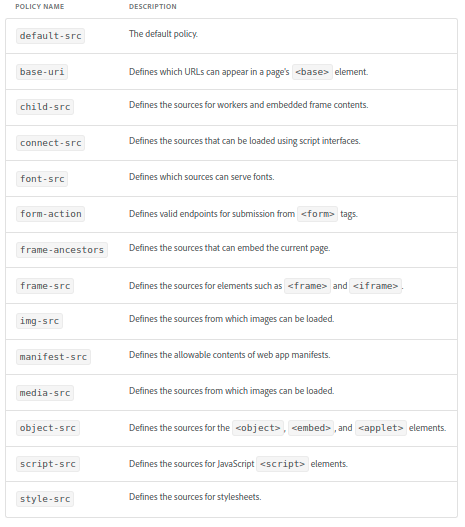 POLICY NAME DESCRIPTION
default-src The default policy.
base-uri Defines which URLs can appear in a page's <base> element.
child-src Defines the sources for workers and embedded frame contents.
connect-src Defines the sources that can be loaded using script interfaces.
font-src Defines which sources can serve fonts.
form-action Defines valid endpoints for submission from <form> tags.
frame-ancestors Defines the sources that can embed the current page.
frame-src Defines the sources for elements such as <frame> and <iframe>.
img-src Defines the sources from which images can be loaded.
manifest-src Defines the allowable contents of web app manifests.
media-src Defines the sources from which images can be loaded.
object-src Defines the sources for the <object>, <embed>, and <applet> elements.
script-src Defines the sources for JavaScript <script> elements.
style-src Defines the sources for stylesheets.